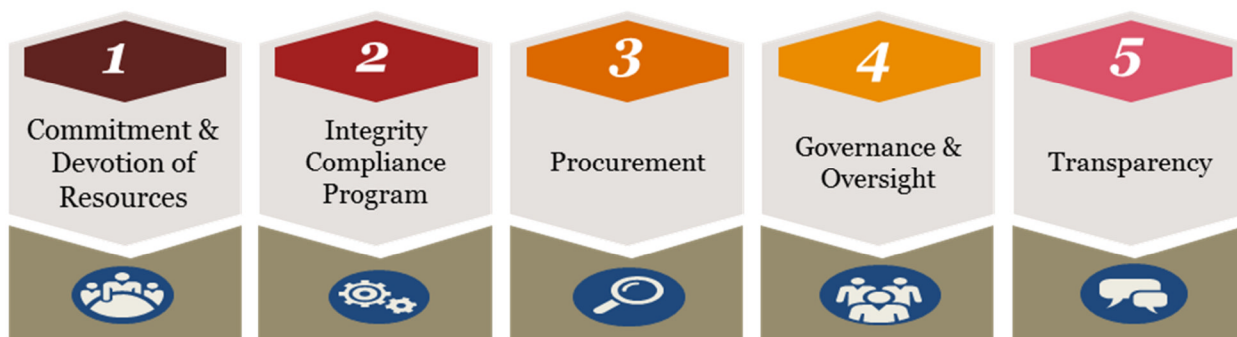 1
Commitment &
Devotion of
Resources
2
Integrity
Compliance
Program
3
Procurement
4
Governance &
Oversight
5
Transparency